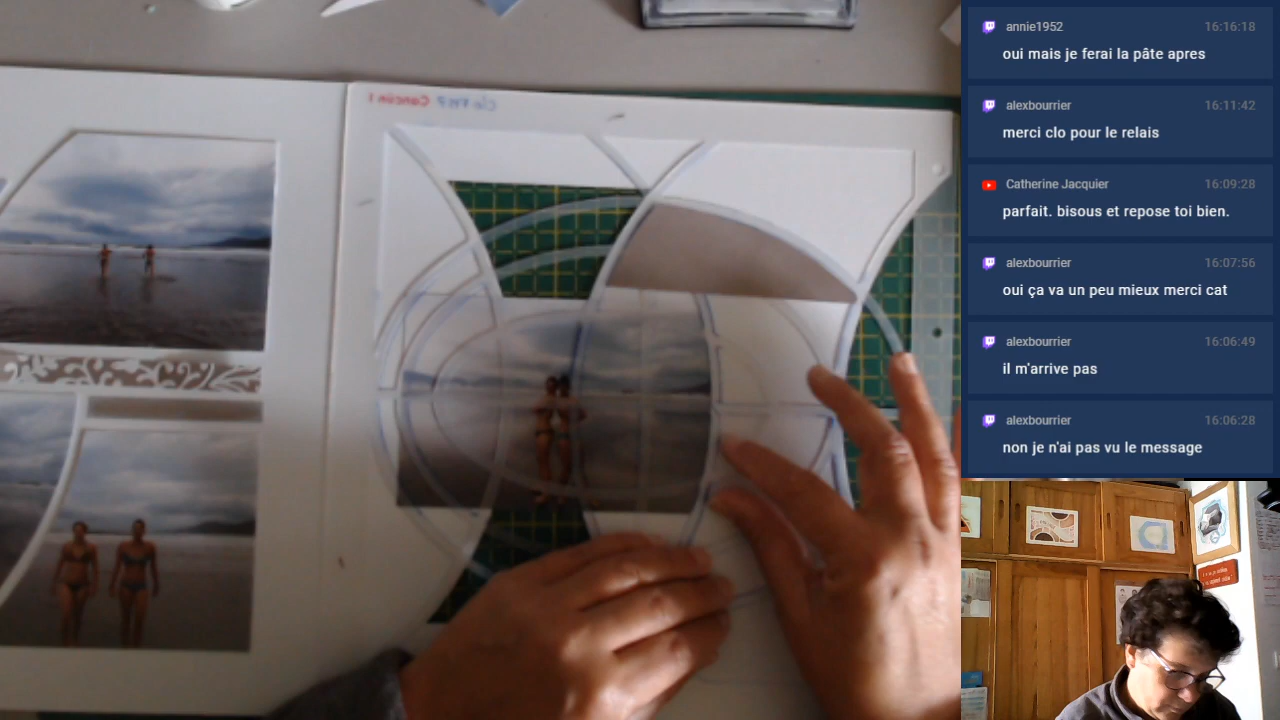 Clo FMP Cancún !
annie1952 16:16:18
oui mais je ferai la pâte apres
alexbourrier 16:11:42
merci clo pour le relais
Catherine Jacquier 16:09:28
parfait. bisous et repose toi bien.
alexbourrier 16:07:56
oui ça va un peu mieux merci cat
alexbourrier 16:06:49
il m'arrive pas
alexbourrier 16:06:28
non je n'ai pas vu le message